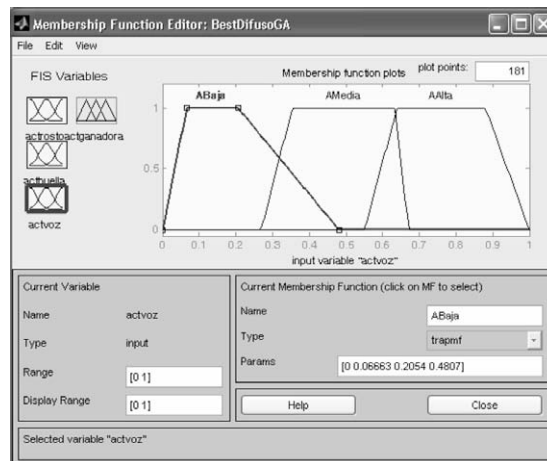 Membership Function Editor: BestDifusoGA
File Edit View
FIS Variables
Membership function plots plot points: 181
ABaja AMedia AAlta
actrostoactganadora
acthuella
actvoz
1
0.5
0
0 0.1 0.2 0.3 0.4 0.5 0.6 0.7 0.8 0.9 1
input variable "actvoz"
Current Variable
Name actvoz
Type input
Range [0 1]
Display Range [0 1]
Current Membership Function (click on MF to select)
Name ABaja
Type trapmf
Params [0 0.06663 0.2054 0.4807]
Help Close
Selected variable "actvoz"